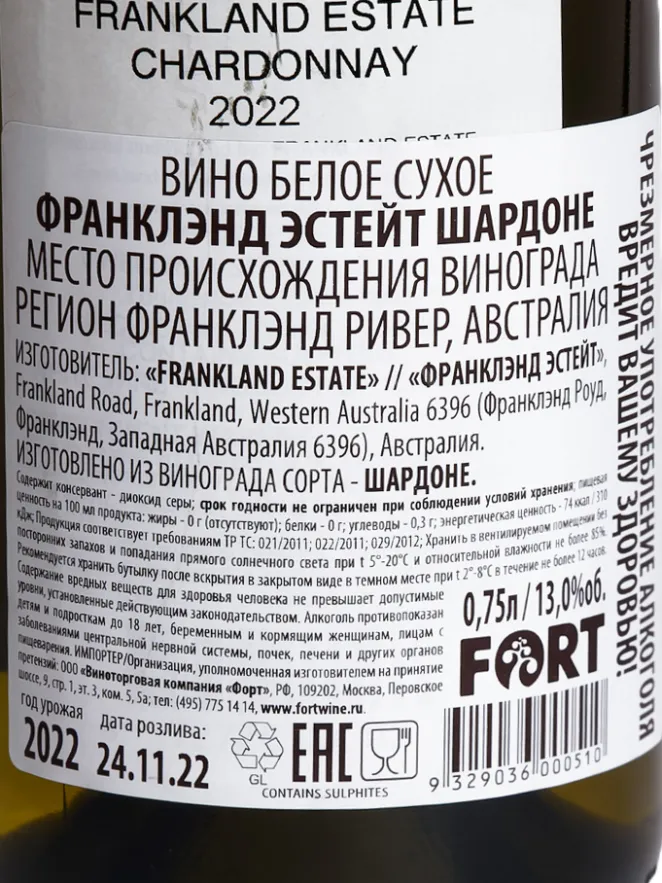 FRANKLAND ESTATE
CHARDONNAY
2022
FRANKLAND ESTATE
ВИНО БЕЛОЕ СУХОЕ
ФРАНКЛЭНД ЭСТЕЙТ ШАРДОНЕ
МЕСТО ПРОИСХОЖДЕНИЯ ВИНОГРАДА
РЕГИОН ФРАНКЛЭНД РИВЕР, АВСТРАЛИЯ
ИЗГОТОВИТЕЛЬ: «FRANKLAND ESTATE» // «ФРАНКЛЭНД ЭСТЕЙТ»,
Frankland Road, Frankland, Western Australia 6396 (Франклэнд Роуд,
Франклэнд, Западная Австралия 6396), Австралия.
ИЗГОТОВЛЕНО ИЗ ВИНОГРАДА СОРТА - ШАРДОНЕ.
Содержит консервант - диоксид серы; срок годности не ограничен при соблюдении условий хранения; пищевая
ценность на 100 мл продукта: жиры - 0 г (отсутствуют); белки - 0 г; углеводы - 0,3 г; энергетическая ценность - 74 ккал / 310
кДж; Продукция соответствует требованиям ТР ТС: 021/2011; 022/2011; 029/2012; Хранить в вентилируемом помещении без
посторонних запахов и попадания прямого солнечного света при t 5°-20°С и относительной влажности не более 85%.
Рекомендуется хранить бутылку после вскрытия в закрытом виде в темном месте при t 2°-8°С в течение не более 12 часов.
Содержание вредных веществ для здоровья человека не превышает допустимые
уровни, установленные действующим законодательством. Алкоголь противопоказан
детям и подросткам до 18 лет, беременным и кормящим женщинам, лицам с
заболеваниями центральной нервной системы, почек, печени и других органов
пищеварения. ИМПОРТЕР/Организация, уполномоченная изготовителем на принятие
претензий: ООО «Виноторговая компания «Форт», РФ, 109202, Москва, Перовское
шоссе, 9, стр. 1, эт. 3, ком. 5, 5а; тел: (495) 775 14 14, www.fortwine.ru.
0,75л / 13,0%об.
FORT
год урожая
2022
дата розлива:
24.11.22
GL
EAC
CONTAINS SULPHITES
9 329036 000510
ЧРЕЗМЕРНОЕ УПОТРЕБЛЕНИЕ АЛКОГОЛЯ
ВРЕДИТ ВАШЕМУ ЗДОРОВЬЮ!